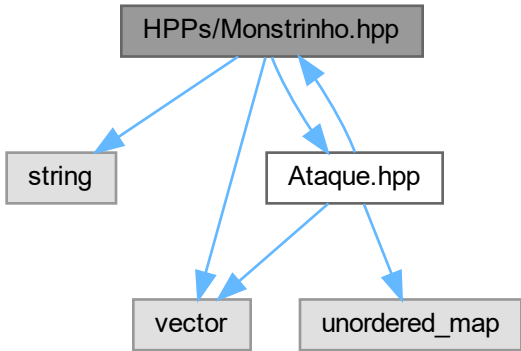 HPPs/Monstrinho.hpp
string
Ataque.hpp
vector
unordered_map